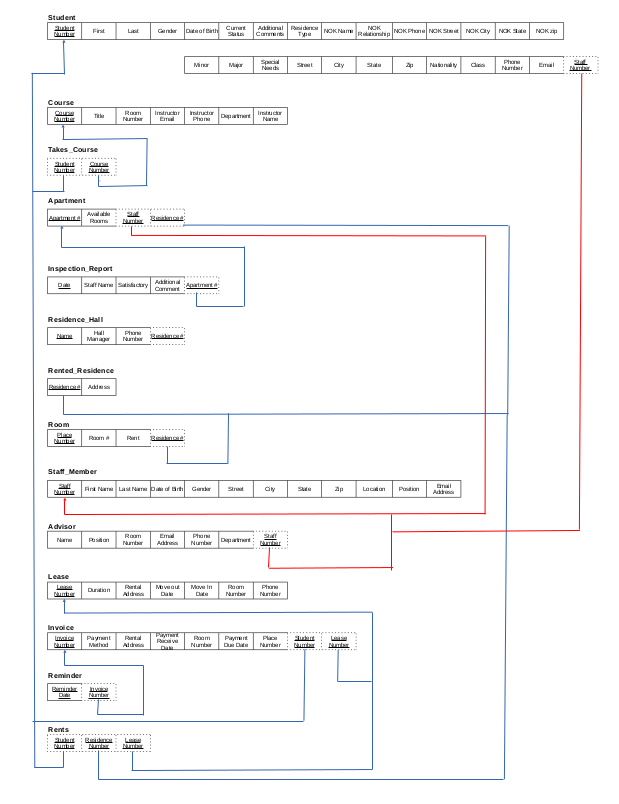 Student
Student Number First Last Gender Date of Birth Current Status Additional Comments Residence Type NOK Name NOK Relationship NOK Phone NOK Street NOK City NOK State NOK zip
Minor Major Special Needs Street City State Zip Nationality Class Phone Number Email Staff Number
Course
Course Number Title Room Number Instructor Email Instructor Phone Department Instructor Name
Takes_Course
Student Number Course Number
Apartment
Apartment # Available Rooms Staff Number Residence#
Inspection_Report
Date Staff Name Satisfactory Additional Comment Apartment #
Residence_Hall
Name Hall Manager Phone Number Residence#
Rented_Residence
Residence# Address
Room
Place Number Room # Rent Residence#
Staff_Member
Staff Number First Name Last Name Date of Birth Gender Street City State Zip Location Position Email Address
Advisor
Name Position Room Number Email Address Phone Number Department Staff Number
Lease
Lease Number Duration Rental Address Move out Date Move In Date Room Number Phone Number
Invoice
Invoice Number Payment Method Rental Address Payment Receive Date Room Number Payment Due Date Place Number Student Number Lease Number
Reminder
Reminder Date Invoice Number
Rents
Student Number Residence Number Lease Number